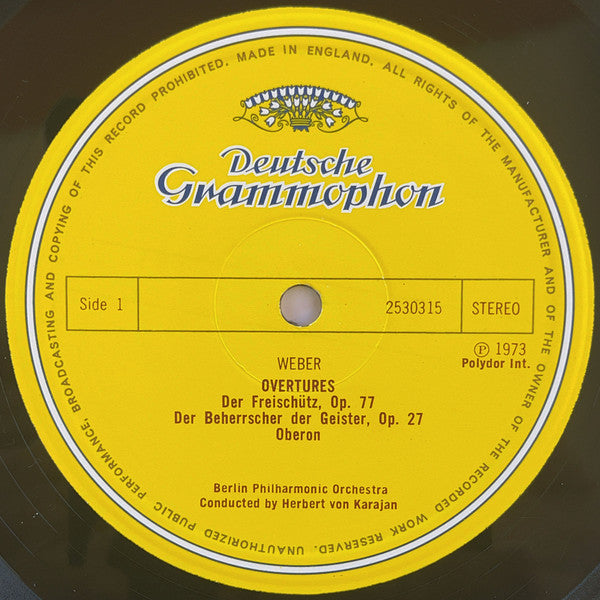 ALL RIGHTS OF THE MANUFACTURER AND OF THE OWNER OF THE RECORDED WORK RESERVED. UNAUTHORIZED PUBLIC PERFORMANCE, BROADCASTING AND COPYING OF THIS RECORD PROHIBITED. MADE IN ENGLAND.
Deutsche
Grammophon
Side 1
2530315
STEREO
℗ 1973
Polydor Int.
WEBER
OVERTURES
Der Freischütz, Op. 77
Der Beherrscher der Geister, Op. 27
Oberon
Berlin Philharmonic Orchestra
Conducted by Herbert von Karajan